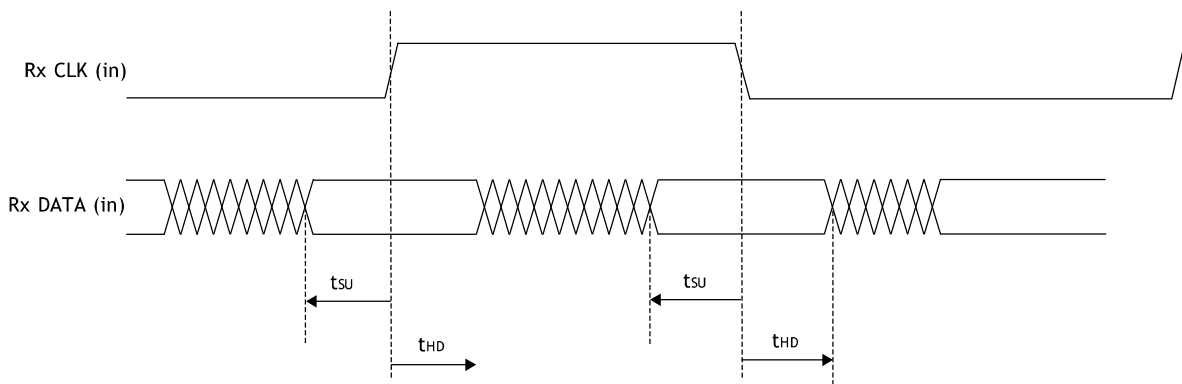 Rx CLK (in)
Rx DATA (in)
tSU
tSU
tHD
tHD